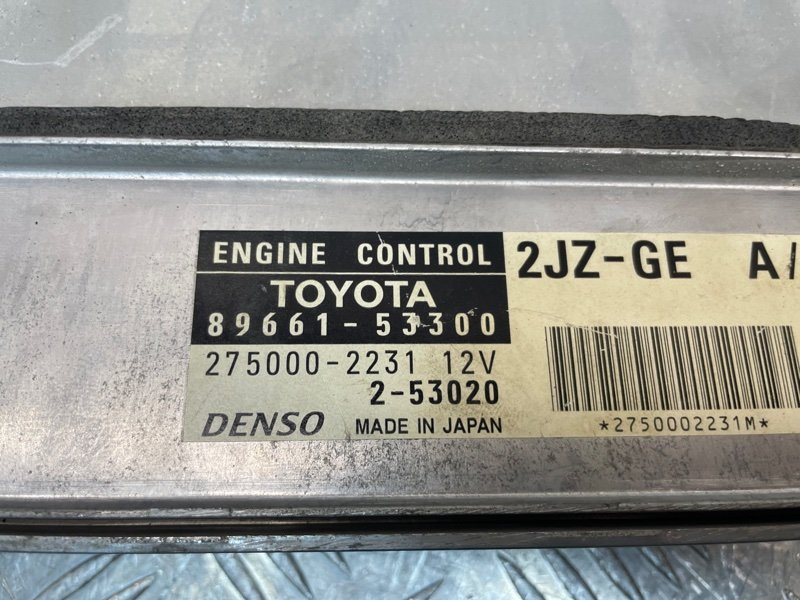 ENGINE CONTROL
TOYOTA
89661-53300
275000-2231 12V
2-53020
DENSO MADE IN JAPAN
2JZ-GE A/
*2750002231M*